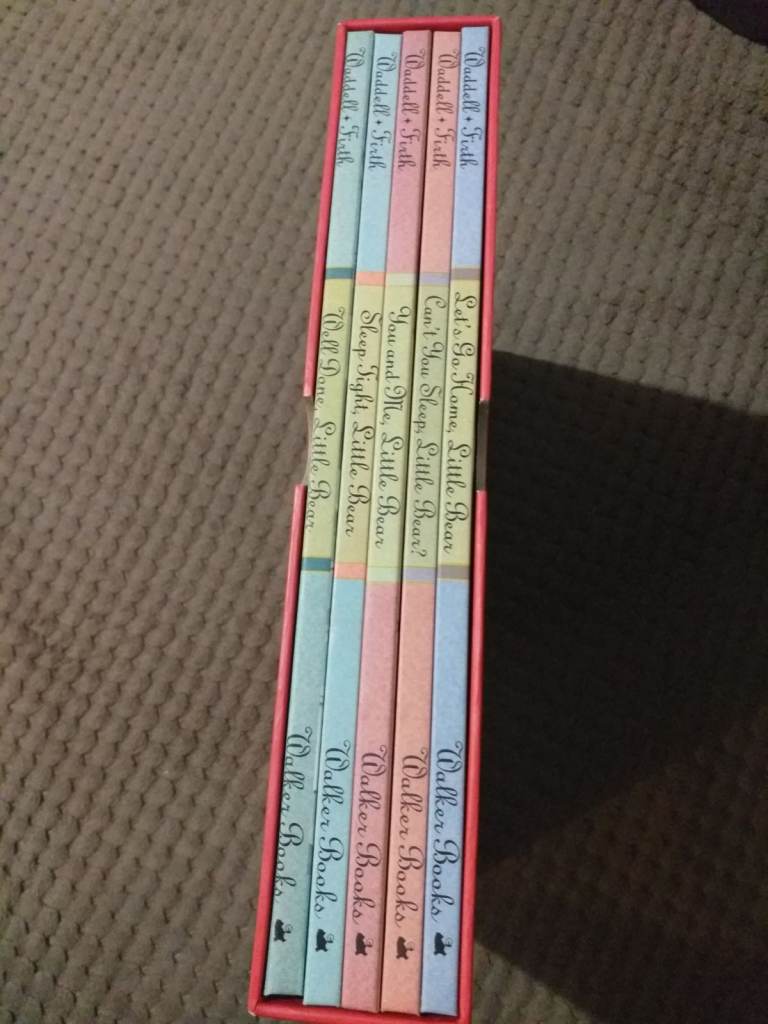 Waddell + Firth Let's Go Home, Little Bear Walker Books
Waddell + Firth Can't You Sleep, Little Bear? Walker Books
Waddell + Firth You and Me, Little Bear Walker Books
Waddell + Firth Sleep Tight, Little Bear Walker Books
Waddell + Firth Well Done, Little Bear Walker Books